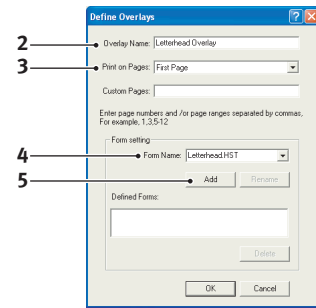 Define Overlays
2 Overlay Name: Letterhead Overlay
3 Print on Pages: First Page
Custom Pages:
Enter page numbers and /or page ranges separated by commas,
For example, 1,3,5-12
Form setting
4 Form Name: Letterhead.HST
5 Add Rename
Defined Forms:
Delete
OK Cancel